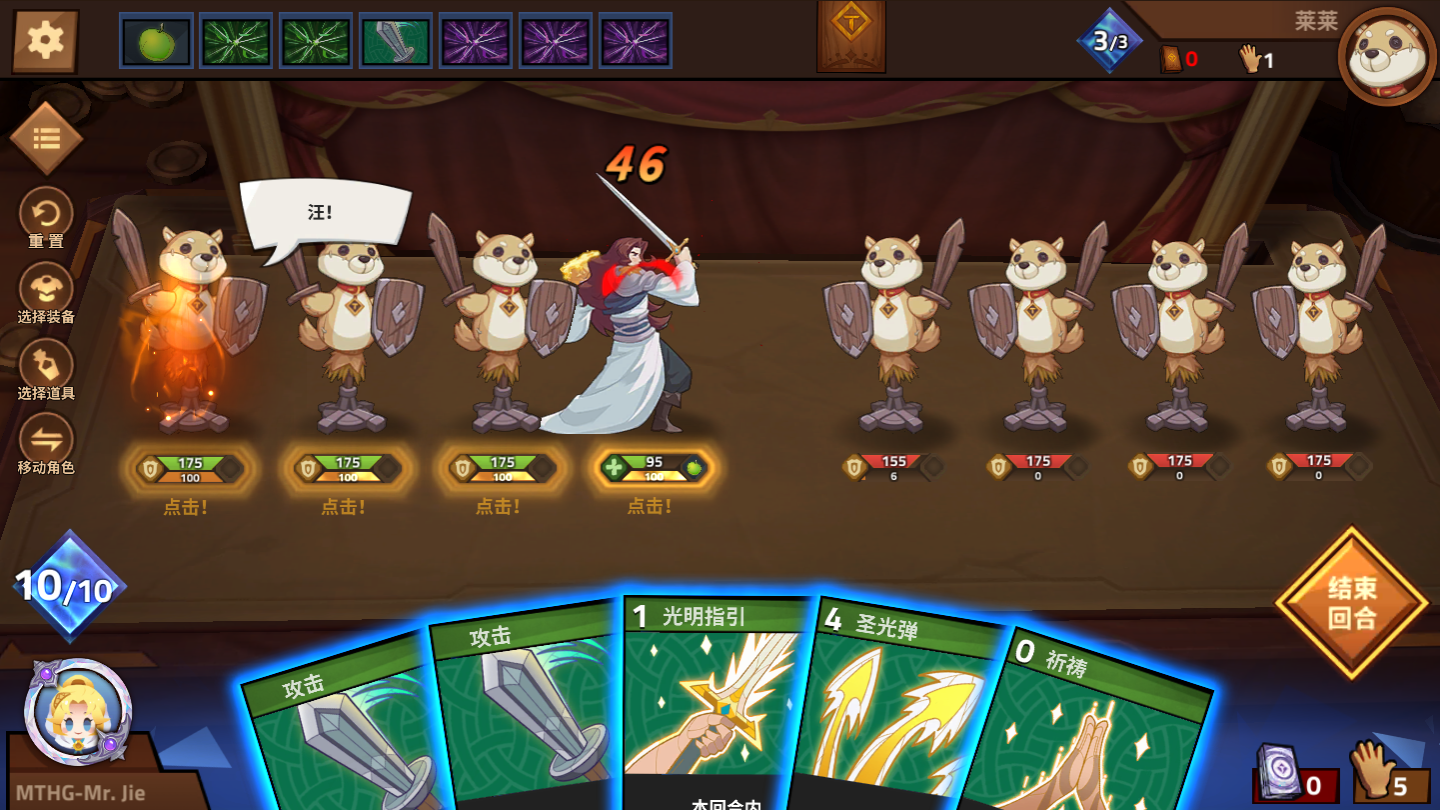 3/3
莱莱
0
1
46
汪!
重置
选择装备
选择道具
移动角色
175
100
175
100
175
100
95
100
155
6
175
0
175
0
175
0
点击!
点击!
点击!
点击!
10/10
结束
回合
攻击
攻击
1 光明指引
4 圣光弹
0 祈祷
本回合内
MTHG-Mr. Jie
0
5